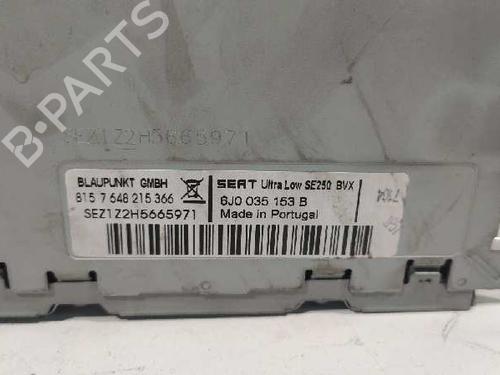 SEZ1Z2H5665971
BLAUPUNKT GMBH
815 7 648 215 366
SEZ1Z2H5665971
SEAT Ultra Low SE250 BVX
6J0 035 153 B
Made in Portugal
B-PARTS